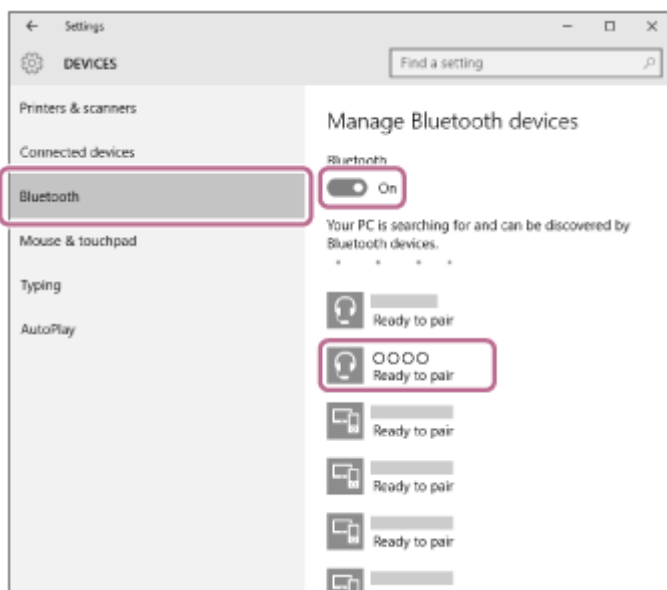 Settings
DEVICES
Find a setting
Printers & scanners
Connected devices
Bluetooth
Mouse & touchpad
Typing
AutoPlay
Manage Bluetooth devices
Bluetooth
On
Your PC is searching for and can be discovered by
Bluetooth devices.
Ready to pair
OOOO
Ready to pair
Ready to pair
Ready to pair
Ready to pair